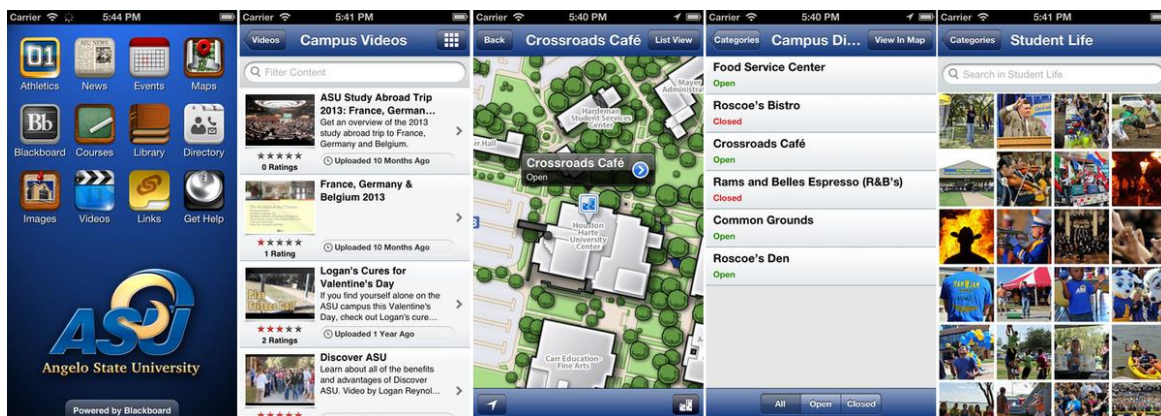 Carrier 5:44 PM
01
ASU NEWS
Athletics News Events Maps
Bb
Blackboard Courses Library Directory
Images Videos Links Get Help
ASU
Angelo State University
Powered by Blackboard
Carrier 5:41 PM
Videos Campus Videos
Filter Content
ASU Study Abroad Trip
2013: France, German...
Get an overview of the 2013
study abroad trip to France,
Germany and Belgium.
0 Ratings
Uploaded 10 Months Ago
France, Germany &
Belgium 2013
1 Rating
Uploaded 10 Months Ago
Logan's Cures for
Valentine's Day
If you find yourself alone on the
ASU campus this Valentine's
Day, check out Logan's cure...
2 Ratings
Uploaded 1 Year Ago
Discover ASU
Learn about all of the benefits
and advantages of Discover
ASU. Video by Logan Reynol...
Carrier 5:40 PM
Back Crossroads Café List View
Mayer
Administra
Hardeman
Student Services
Center
r Hall
Crossroads Café
Open
Houston
Harte
University
Center
Carr Education-
Fine Arts
Carrier 5:40 PM
Categories Campus Di... View In Map
Food Service Center
Open
Roscoe's Bistro
Closed
Crossroads Café
Open
Rams and Belles Espresso (R&B's)
Closed
Common Grounds
Open
Roscoe's Den
Open
All Open Closed
Carrier 5:41 PM
Categories Student Life
Search in Student Life